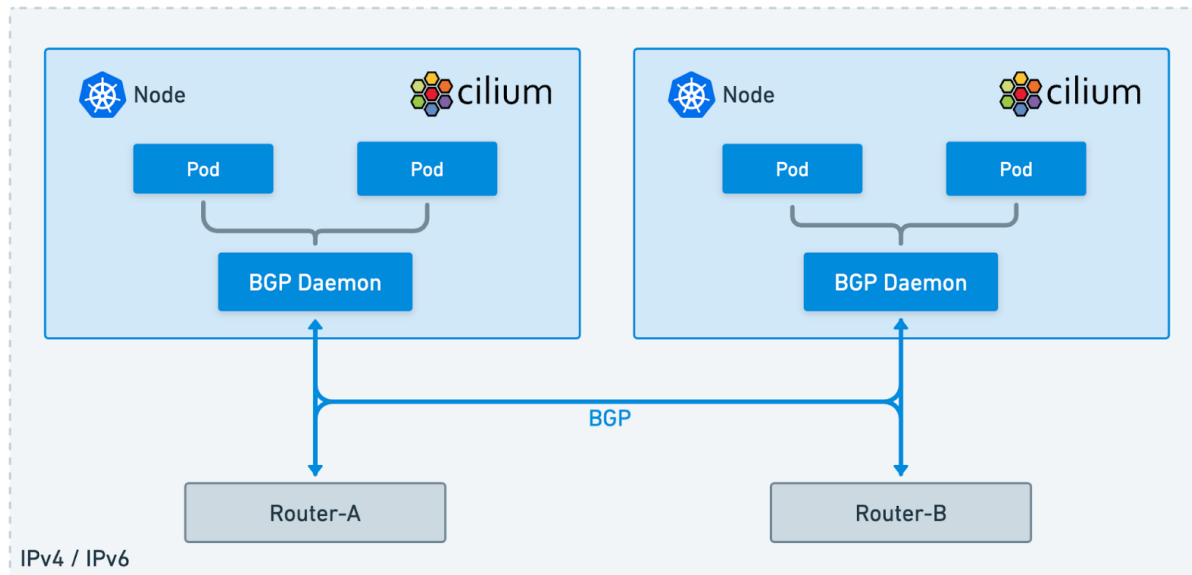 Node
cilium
Node
cilium
Pod
Pod
Pod
Pod
BGP Daemon
BGP Daemon
BGP
Router-A
Router-B
IPv4 / IPv6